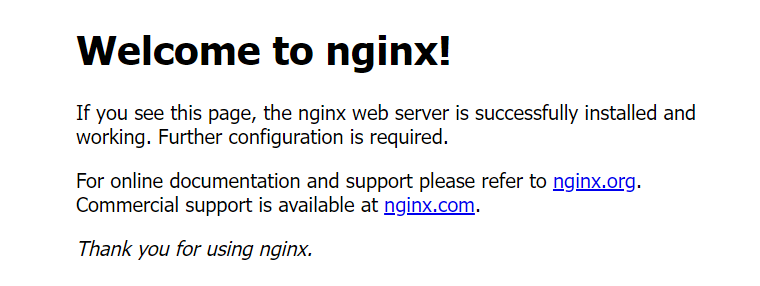 Welcome to nginx!
If you see this page, the nginx web server is successfully installed and
working. Further configuration is required.
For online documentation and support please refer to nginx.org.
Commercial support is available at nginx.com.
Thank you for using nginx.